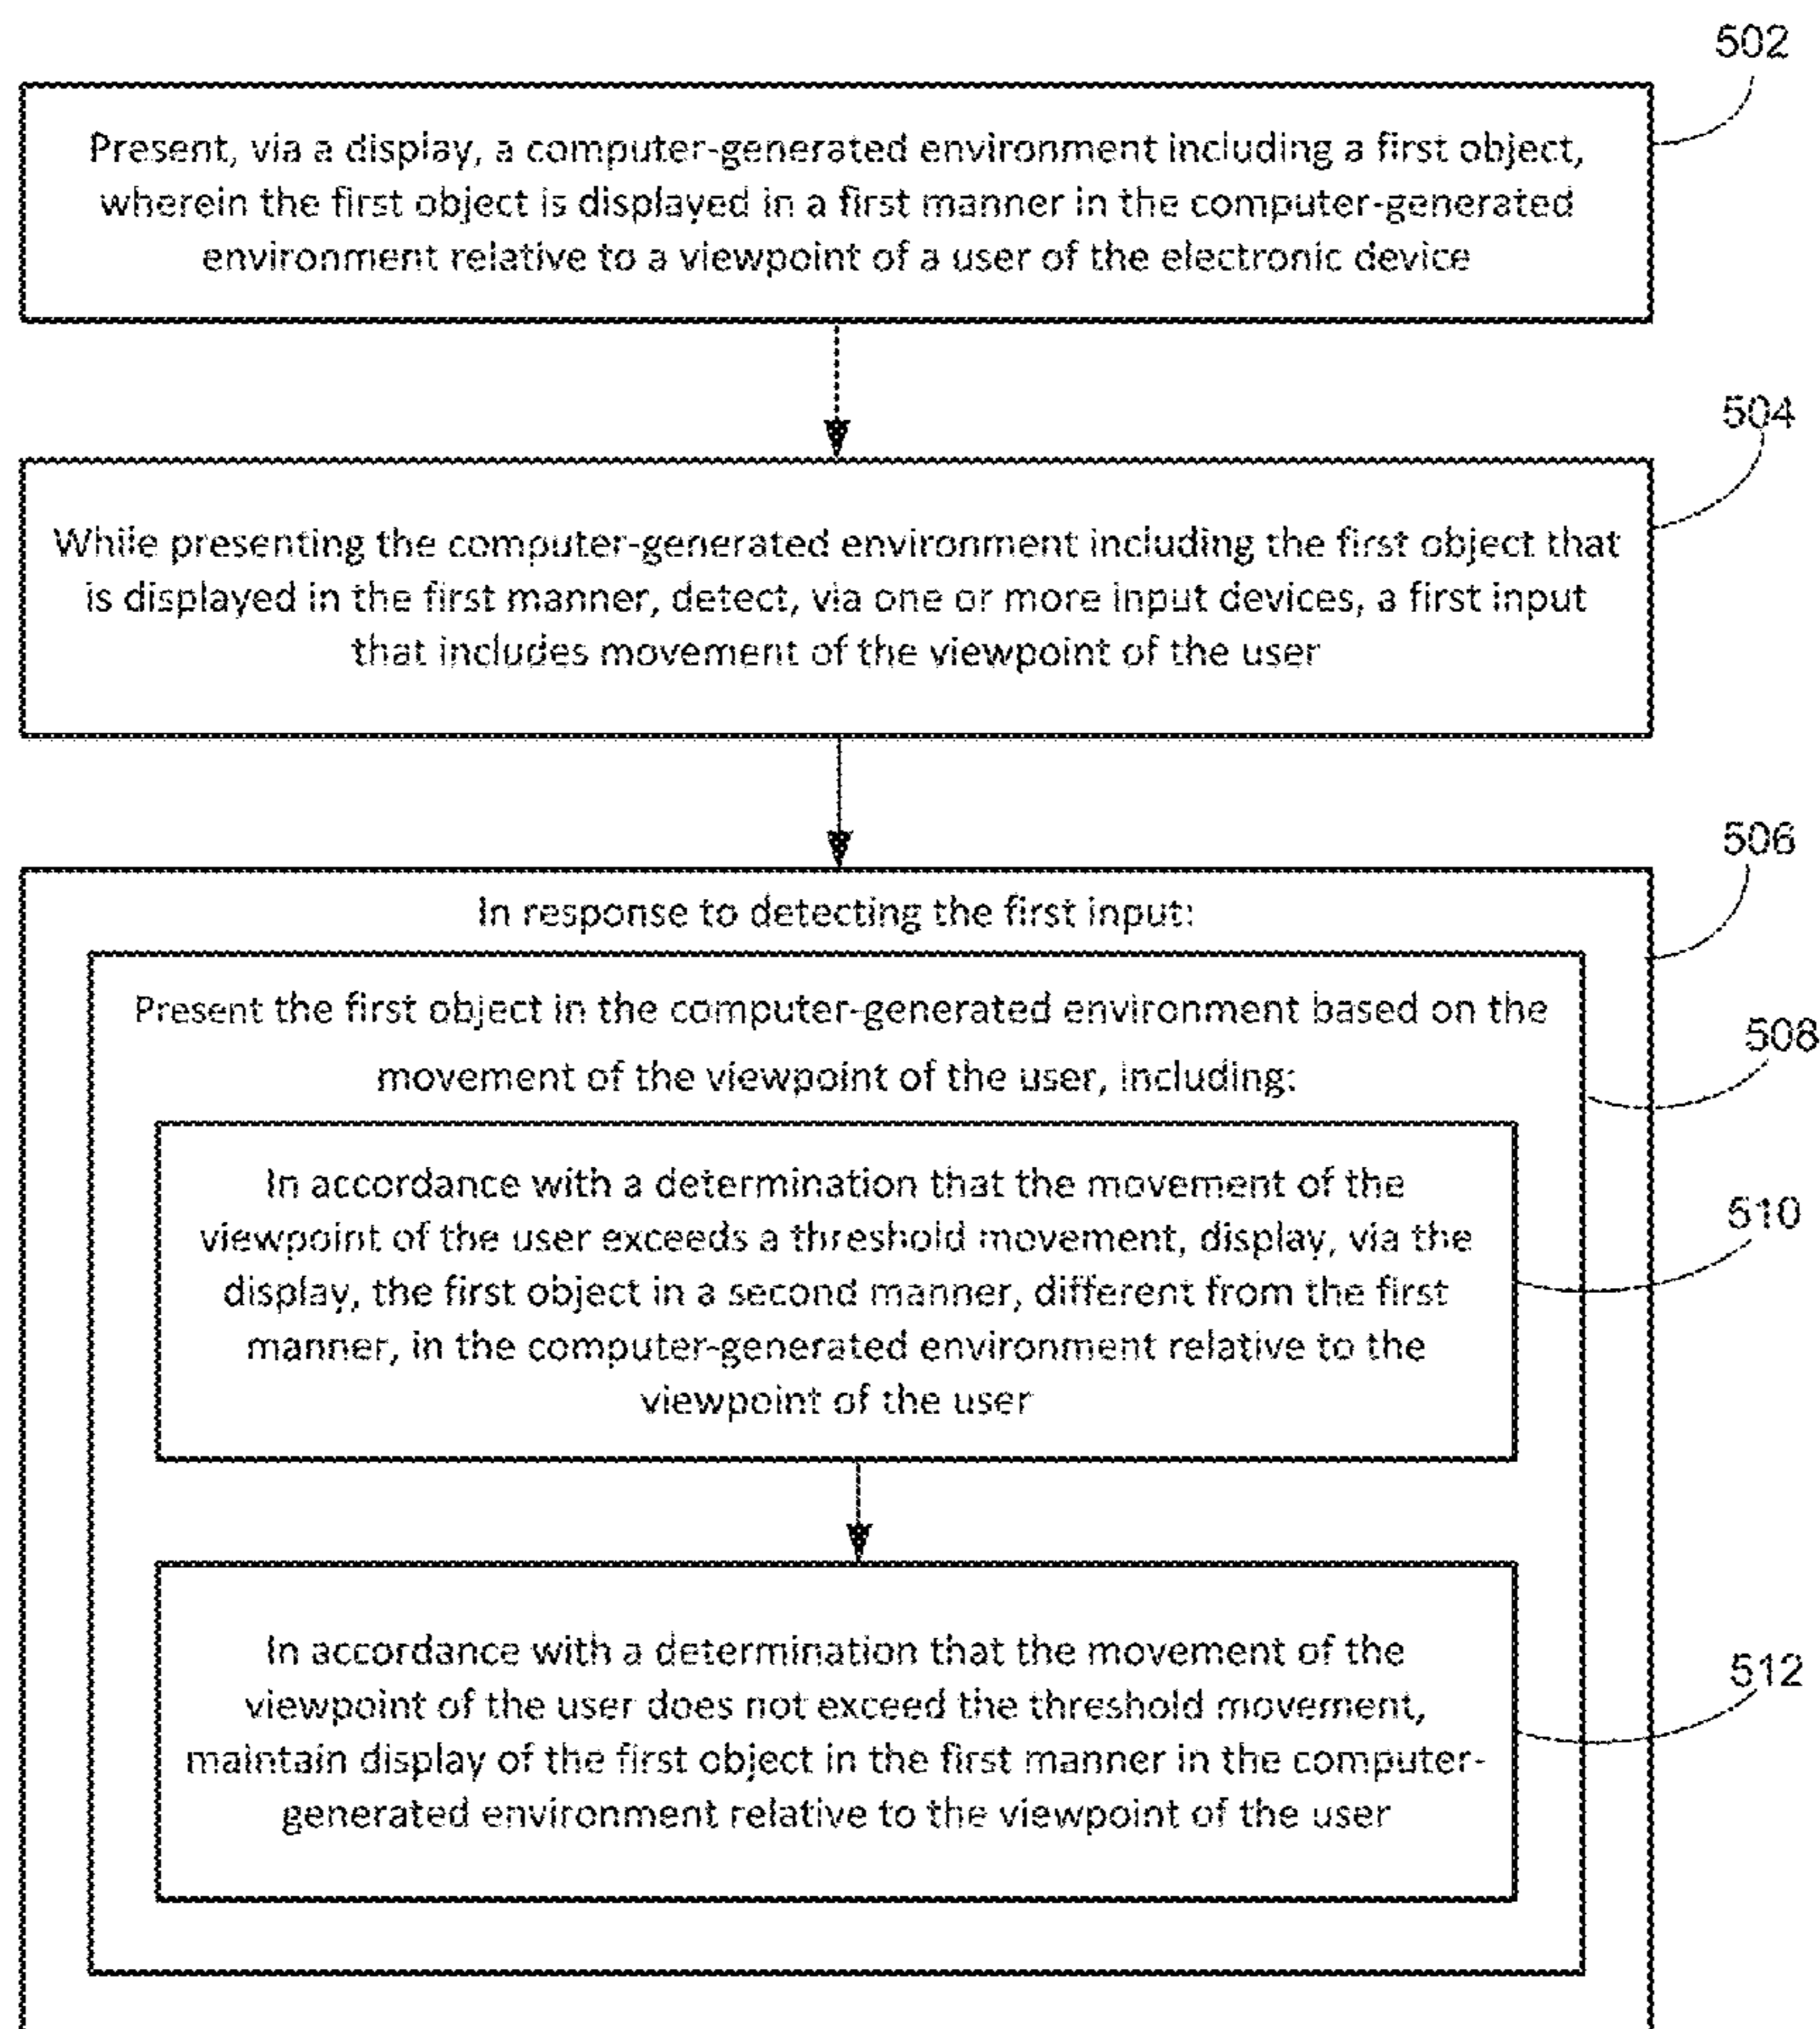 502
Present, via a display, a computer-generated environment including a first object,
wherein the first object is displayed in a first manner in the computer-generated
environment relative to a viewpoint of a user of the electronic device
504
While presenting the computer-generated environment including the first object that
is displayed in the first manner, detect, via one or more input devices, a first input
that includes movement of the viewpoint of the user
506
In response to detecting the first input:
508
Present the first object in the computer-generated environment based on the
movement of the viewpoint of the user, including:
510
In accordance with a determination that the movement of the
viewpoint of the user exceeds a threshold movement, display, via the
display, the first object in a second manner, different from the first
manner, in the computer-generated environment relative to the
viewpoint of the user
512
In accordance with a determination that the movement of the
viewpoint of the user does not exceed the threshold movement,
maintain display of the first object in the first manner in the computer-
generated environment relative to the viewpoint of the user